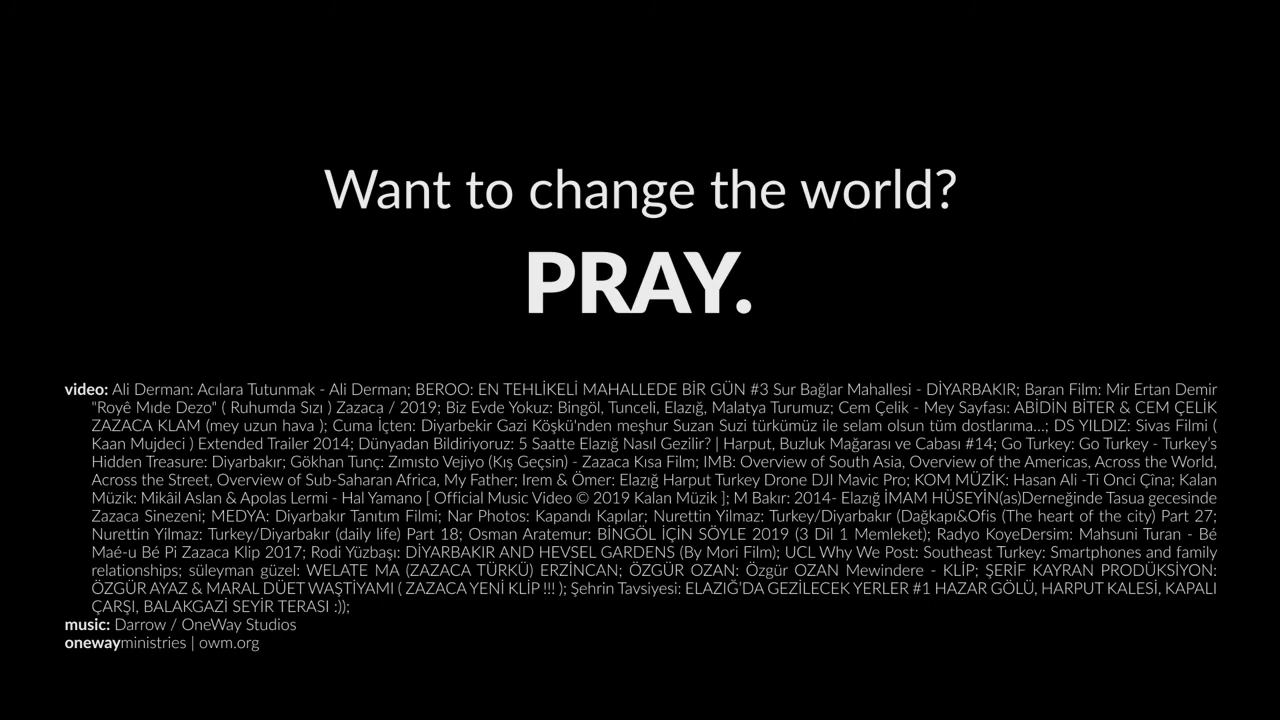 Want to change the world?
PRAY.
video: Ali Derman: Acılara Tutunmak - Ali Derman; BEROO: EN TEHLİKELİ MAHALLEDE BİR GÜN #3 Sur Bağlar Mahallesi - DİYARBAKIR; Baran Film: Mir Ertan Demir
"Royê Mıde Dezo" ( Ruhumda Sızı ) Zazaca / 2019; Biz Evde Yokuz: Bingöl, Tunceli, Elazığ, Malatya Turumuz; Cem Çelik - Mey Sayfası: ABİDİN BİTER & CEM ÇELİK
ZAZACA KLAM (mey uzun hava ); Cuma İçten: Diyarbekir Gazi Köşkü'nden meşhur Suzan Suzi türkümüz ile selam olsun tüm dostlarıma...; DS YILDIZ: Sivas Filmi (
Kaan Mujdeci ) Extended Trailer 2014; Dünyadan Bildiriyoruz: 5 Saatte Elazığ Nasıl Gezilir? | Harput, Buzluk Mağarası ve Cabası #14; Go Turkey: Go Turkey - Turkey's
Hidden Treasure: Diyarbakır; Gökhan Tunç: Zımısto Vejiyo (Kış Geçsin) - Zazaca Kısa Film; IMB: Overview of South Asia, Overview of the Americas, Across the World,
Across the Street, Overview of Sub-Saharan Africa, My Father; Irem & Ömer: Elazığ Harput Turkey Drone DJI Mavic Pro; KOM MÜZİK: Hasan Ali -Ti Onci Çina; Kalan
Müzik: Mikâil Aslan & Apolas Lermi - Hal Yamano [ Official Music Video © 2019 Kalan Müzik ]; M Bakır: 2014- Elazığ İMAM HÜSEYİN(as)Derneğinde Tasua gecesinde
Zazaca Sinezeni; MEDYA: Diyarbakır Tanıtım Filmi; Nar Photos: Kapandı Kapılar; Nurettin Yilmaz: Turkey/Diyarbakır (Dağkapı&Ofis (The heart of the city) Part 27;
Nurettin Yilmaz: Turkey/Diyarbakır (daily life) Part 18; Osman Aratemur: BİNGÖL İÇİN SÖYLE 2019 (3 Dil 1 Memleket); Radyo KoyeDersim: Mahsuni Turan - Bé
Maé-u Bé Pi Zazaca Klip 2017; Rodi Yüzbaşı: DİYARBAKIR AND HEVSEL GARDENS (By Mori Film); UCL Why We Post: Southeast Turkey: Smartphones and family
relationships; süleyman güzel: WELATE MA (ZAZACA TÜRKÜ) ERZİNCAN; ÖZGÜR OZAN: Özgür OZAN Mewindere - KLİP; ŞERİF KAYRAN PRODÜKSİYON:
ÖZGÜR AYAZ & MARAL DÜET WAŞTİYAMI ( ZAZACA YENİ KLİP !!! ); Şehrin Tavsiyesi: ELAZIĞ'DA GEZİLECEK YERLER #1 HAZAR GÖLÜ, HARPUT KALESİ, KAPALI
ÇARŞI, BALAKGAZİ SEYİR TERASI :));
music: Darrow / OneWay Studios
onewayministries | owm.org